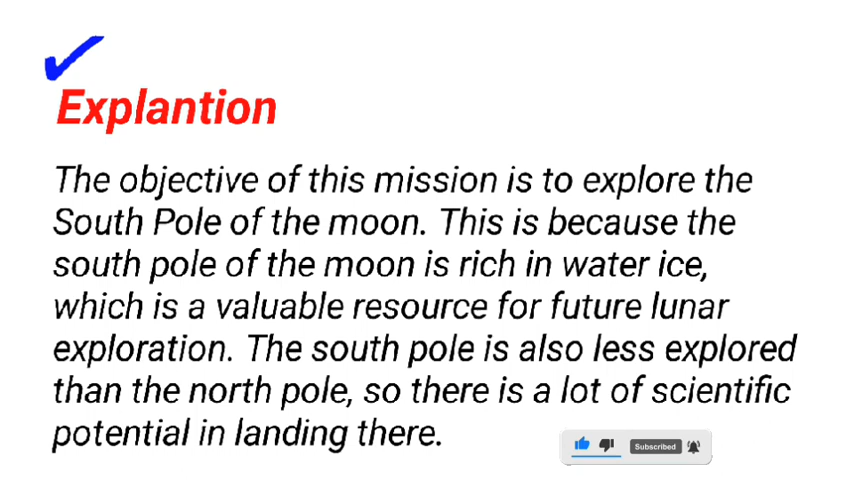 Explantion
The objective of this mission is to explore the
South Pole of the moon. This is because the
south pole of the moon is rich in water ice,
which is a valuable resource for future lunar
exploration. The south pole is also less explored
than the north pole, so there is a lot of scientific
potential in landing there.
Subscribed